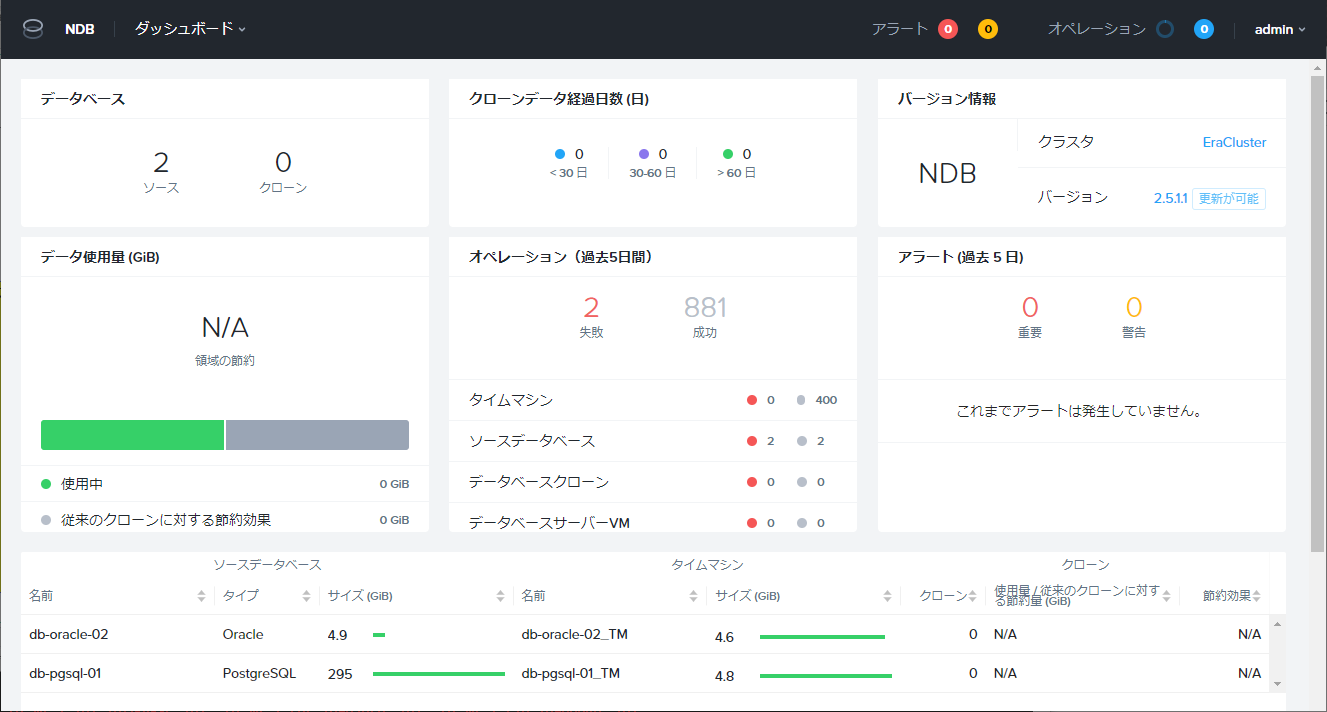 NDB ダッシュボード アラート 0 0 オペレーション 0 admin
データベース
2 0
ソース クローン
クローンデータ経過日数 (日)
0 0 0
< 30 日 30-60 日 > 60 日
バージョン情報
NDB
クラスタ EraCluster
バージョン 2.5.1.1 更新が可能
データ使用量 (GiB)
N/A
領域の節約
使用中 0 GiB
従来のクローンに対する節約効果 0 GiB
オペレーション（過去5日間）
2 881
失敗 成功
タイムマシン 0 400
ソースデータベース 2 2
データベースクローン 0 0
データベースサーバーVM 0 0
アラート (過去 5 日)
0 0
重要 警告
これまでアラートは発生していません。
ソースデータベース タイムマシン クローン
名前 タイプ サイズ (GiB) 名前 サイズ (GiB) クローン 使用量 / 従来のクローンに対す
る節約量 (GiB) 節約効果
db-oracle-02 Oracle 4.9 db-oracle-02_TM 4.6 0 N/A N/A
db-pgsql-01 PostgreSQL 295 db-pgsql-01_TM 4.8 0 N/A N/A